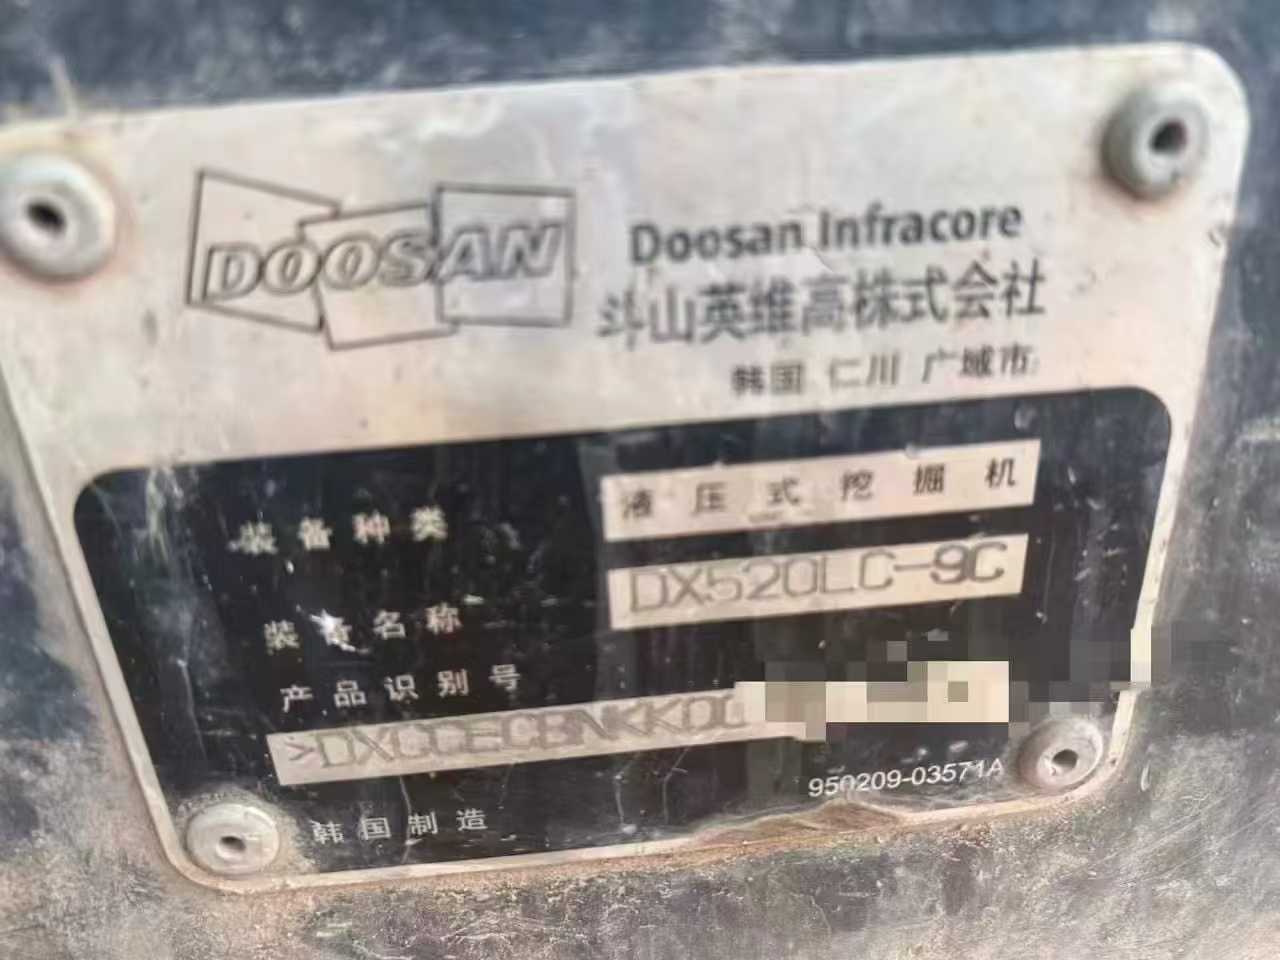 DOOSAN
Doosan Infracore
斗山英维高株式会社
韩国 仁川 广域市
装备种类 液压式挖掘机
装备名称 DX520LC-9C
产品识别号
>DXCCECBNKK00
950209-03571A
韩国制造